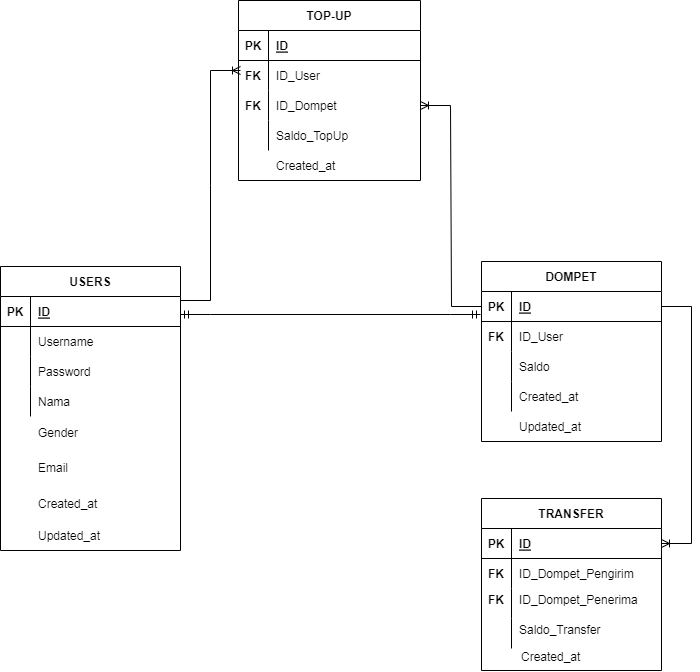 TOP-UP
PK ID
FK ID_User
FK ID_Dompet
Saldo_TopUp
Created_at
USERS
PK ID
Username
Password
Nama
Gender
Email
Created_at
Updated_at
DOMPET
PK ID
FK ID_User
Saldo
Created_at
Updated_at
TRANSFER
PK ID
FK ID_Dompet_Pengirim
FK ID_Dompet_Penerima
Saldo_Transfer
Created_at